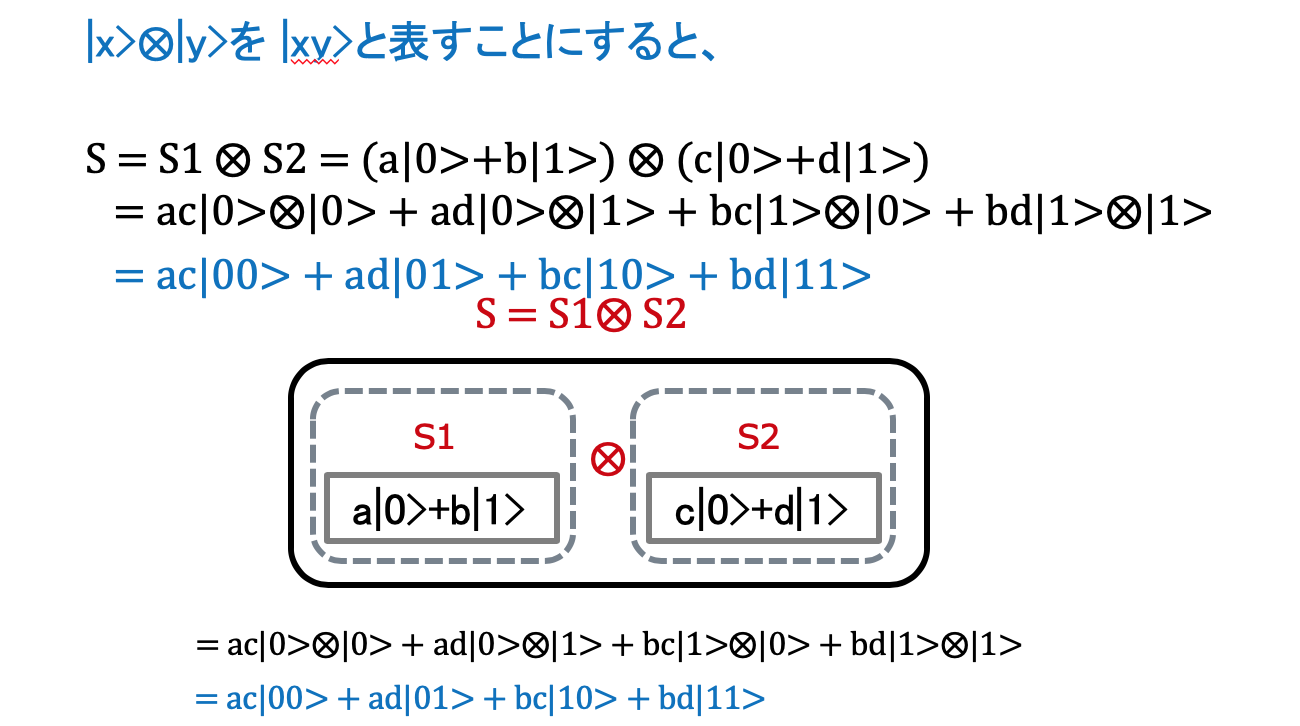 |x>⊗|y>を |xy>と表すことにすると、
S = S1 ⊗ S2 = (a|0>+b|1>) ⊗ (c|0>+d|1>)
= ac|0>⊗|0> + ad|0>⊗|1> + bc|1>⊗|0> + bd|1>⊗|1>
= ac|00> + ad|01> + bc|10> + bd|11>
S = S1⊗ S2
S1
⊗
S2
a|0>+b|1>
c|0>+d|1>
= ac|0>⊗|0> + ad|0>⊗|1> + bc|1>⊗|0> + bd|1>⊗|1>
= ac|00> + ad|01> + bc|10> + bd|11>